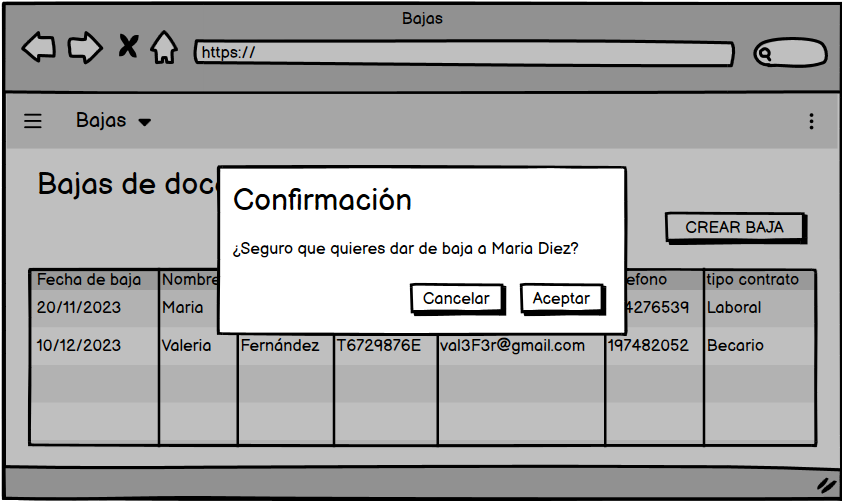 Bajas
https://
Bajas
Bajas de
Confirmación
¿Seguro que quieres dar de baja a Maria Diez?
CREAR BAJA
Cancelar Aceptar
Fecha de baja Nombre tipo contrato
20/11/2023 Maria 4276539 Laboral
10/12/2023 Valeria Fernández T6729876E val3F3r@gmail.com 197482052 Becario